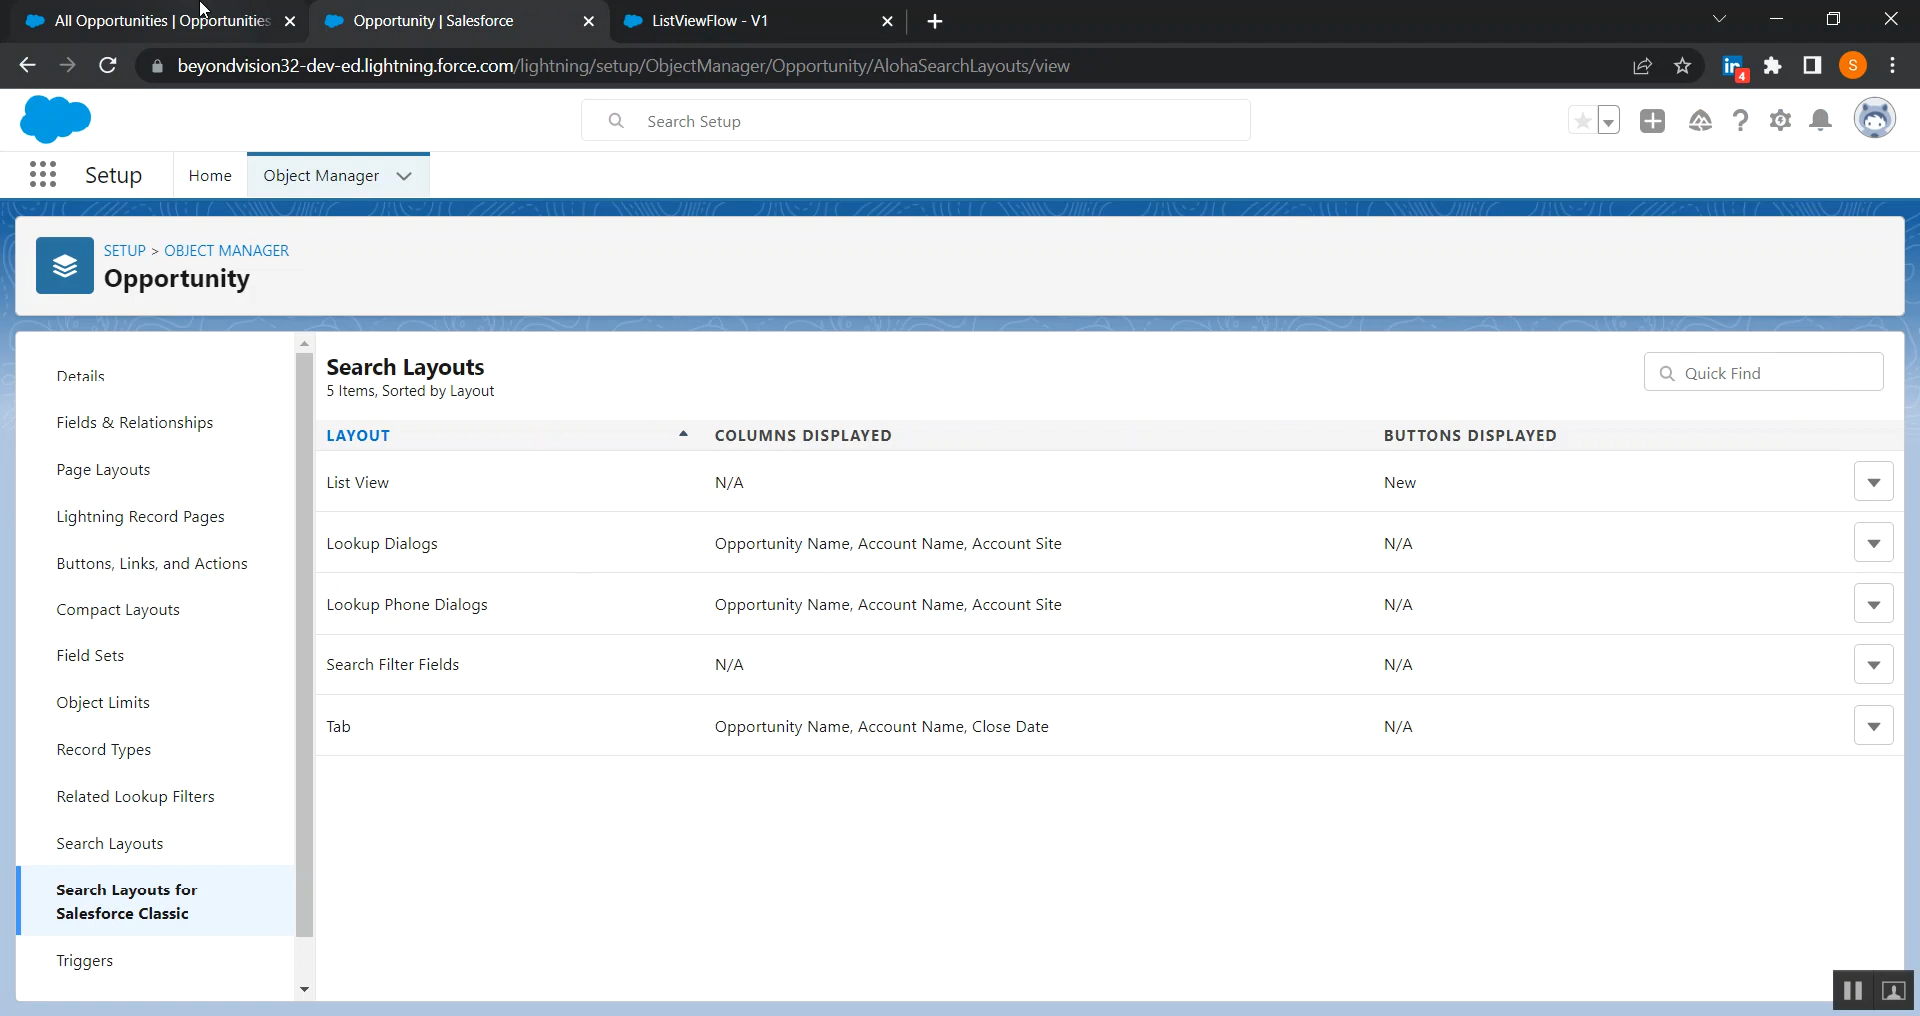 All Opportunities | Opportunities
Opportunity | Salesforce
ListViewFlow - V1
beyondvision32-dev-ed.lightning.force.com/lightning/setup/ObjectManager/Opportunity/AlohaSearchLayouts/view
in
4
S
Search Setup
Setup
Home
Object Manager
SETUP > OBJECT MANAGER
Opportunity
Details
Fields & Relationships
Page Layouts
Lightning Record Pages
Buttons, Links, and Actions
Compact Layouts
Field Sets
Object Limits
Record Types
Related Lookup Filters
Search Layouts
Search Layouts for
Salesforce Classic
Triggers
Search Layouts
5 Items, Sorted by Layout
Quick Find
LAYOUT COLUMNS DISPLAYED BUTTONS DISPLAYED
List View N/A New
Lookup Dialogs Opportunity Name, Account Name, Account Site N/A
Lookup Phone Dialogs Opportunity Name, Account Name, Account Site N/A
Search Filter Fields N/A N/A
Tab Opportunity Name, Account Name, Close Date N/A